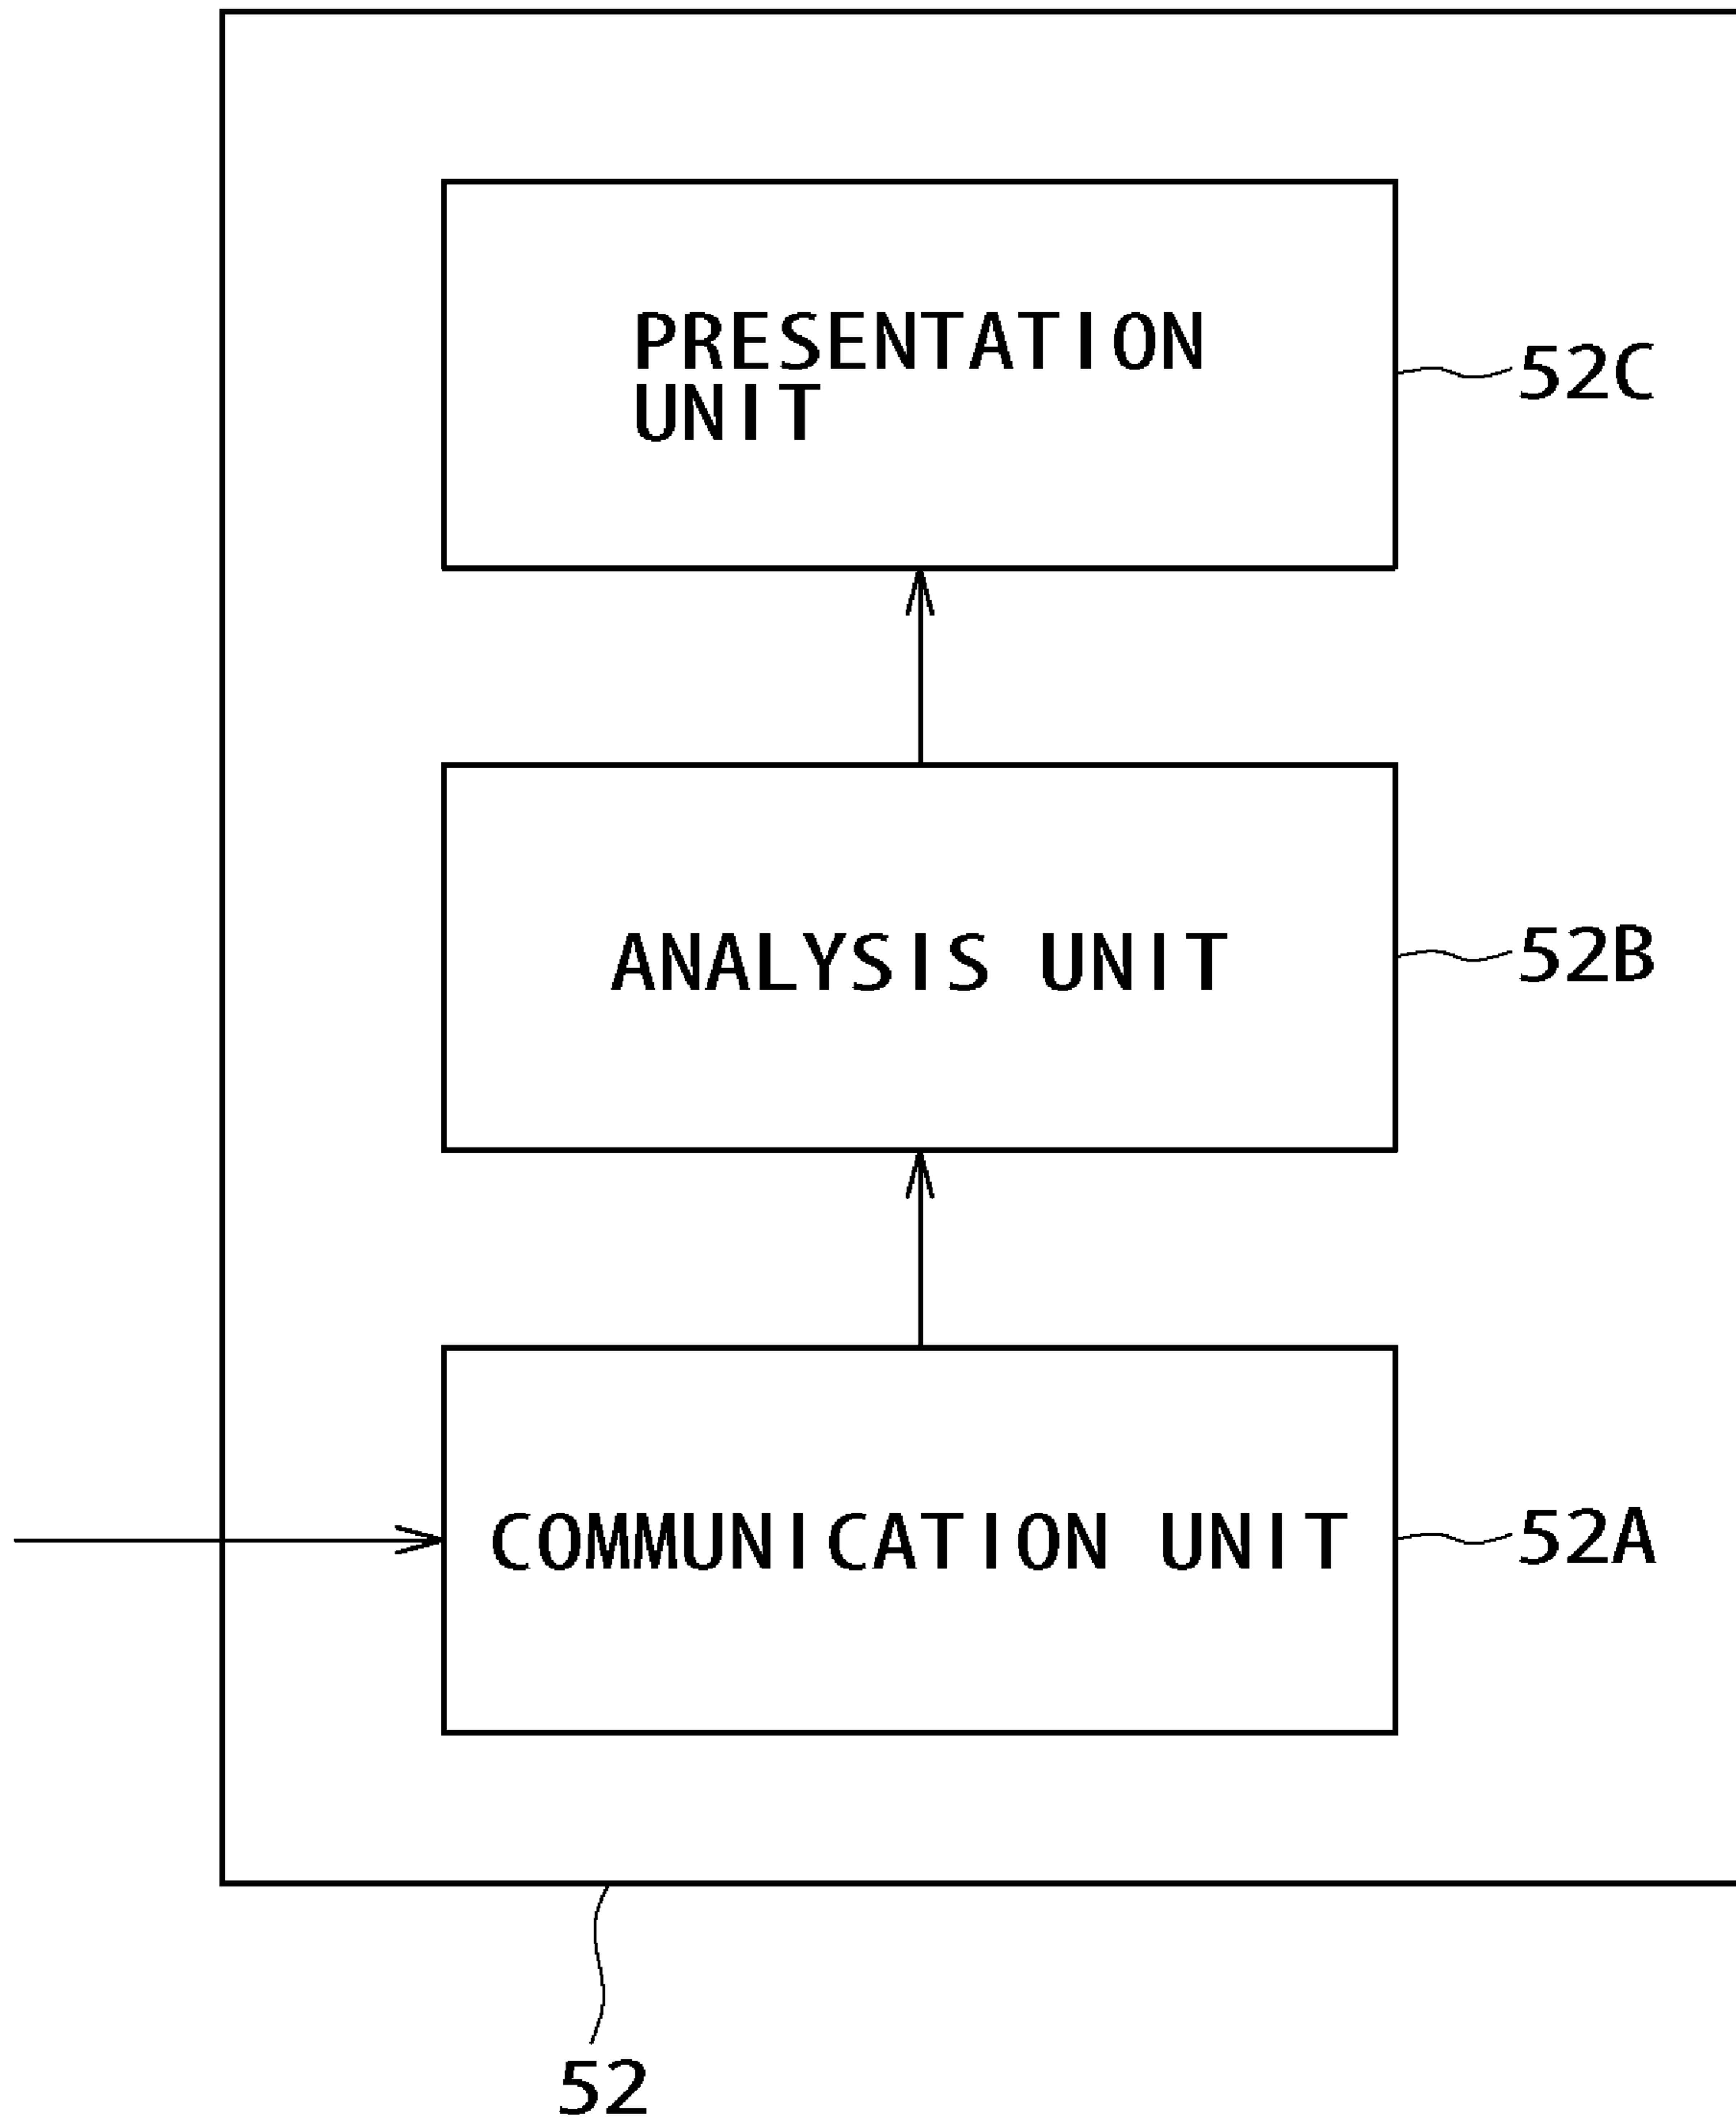 PRESENTATION
UNIT
52C
ANALYSIS UNIT
52B
COMMUNICATION UNIT
52A
52